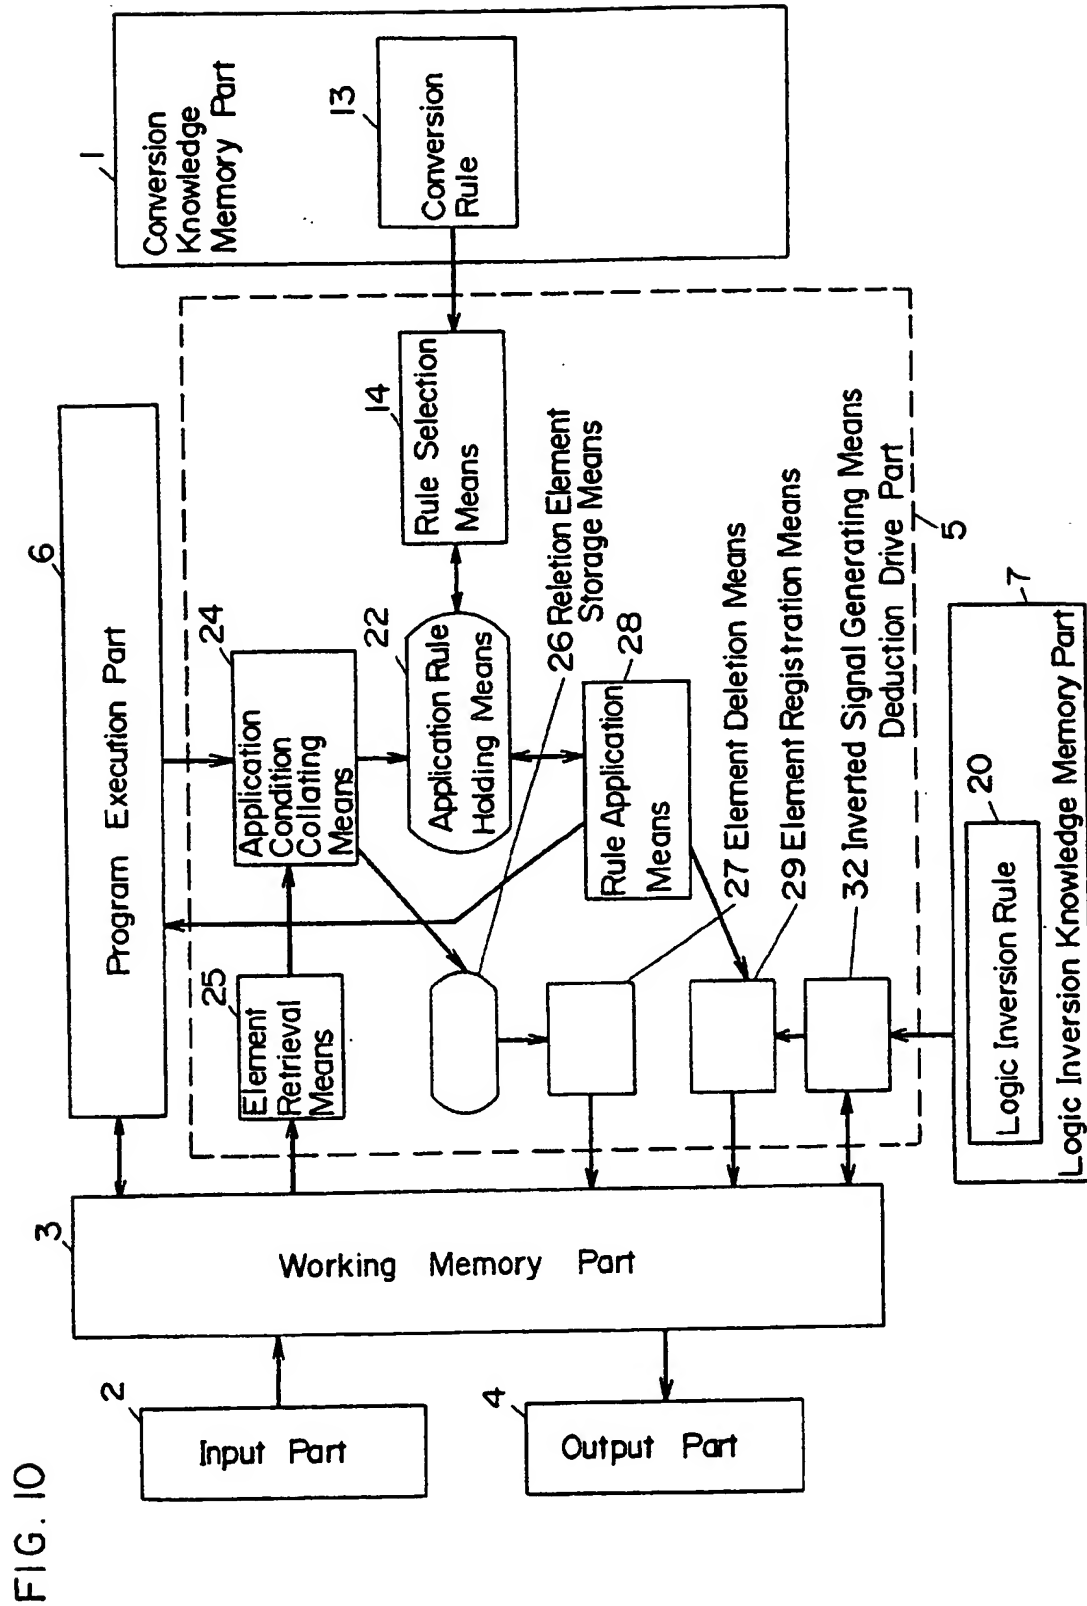 FIG. 10
2
Input Part
4
Output Part
3
Working Memory Part
6
Program Execution Part
25
Element
Retrieval
Means
24
Application
Condition
Collating
Means
22
Application Rule
Holding Means
14
Rule Selection
Means
1
Conversion
Knowledge
Memory Part
13
Conversion
Rule
26 Reletion Element
Storage Means
28
Rule Application
Means
27 Element Deletion Means
29 Element Registration Means
32 Inverted Signal Generating Means
Deduction Drive Part
5
7
20
Logic Inversion Rule
Logic Inversion Knowledge Memory Part